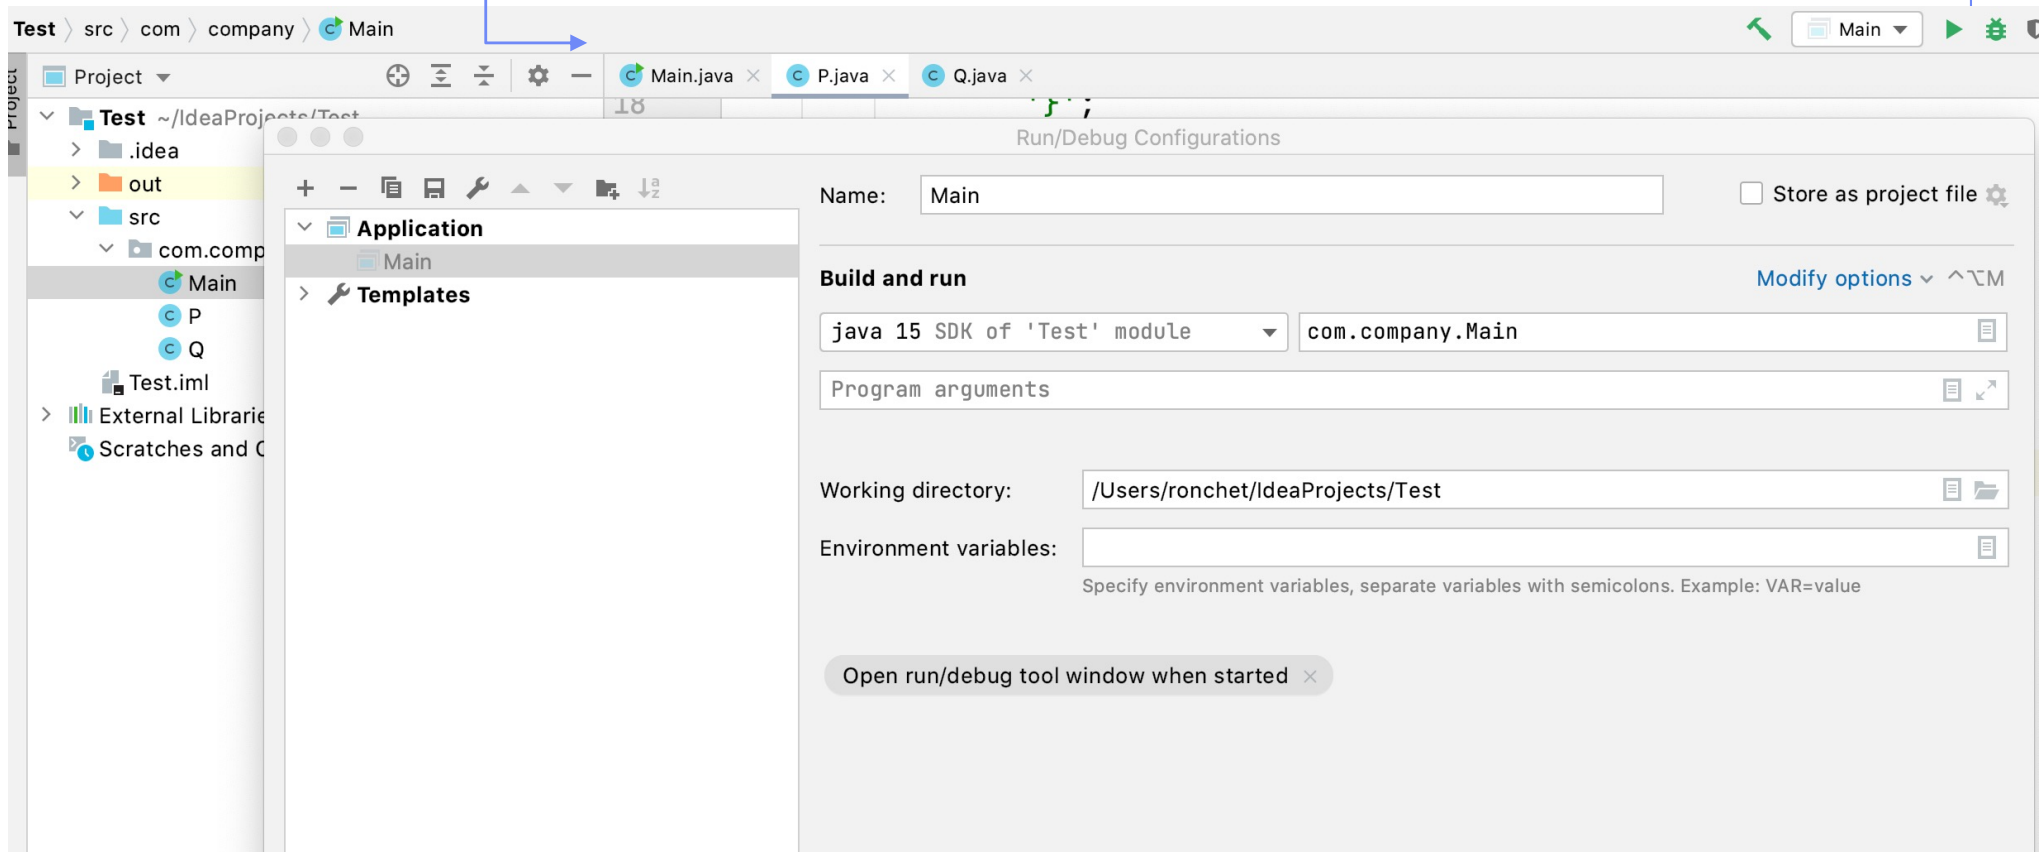 Test src com company Main
Main
Project
Project
Main.java
P.java
Q.java
Test ~/IdeaProjects/Test
18
'}';
.idea
out
src
com.comp
Main
P
Q
Test.iml
External Librarie
Scratches and C
Run/Debug Configurations
Application
Main
Templates
Name: Main
Store as project file
Build and run
Modify options ⌃⌥M
java 15 SDK of 'Test' module
com.company.Main
Program arguments
Working directory: /Users/ronchet/IdeaProjects/Test
Environment variables:
Specify environment variables, separate variables with semicolons. Example: VAR=value
Open run/debug tool window when started